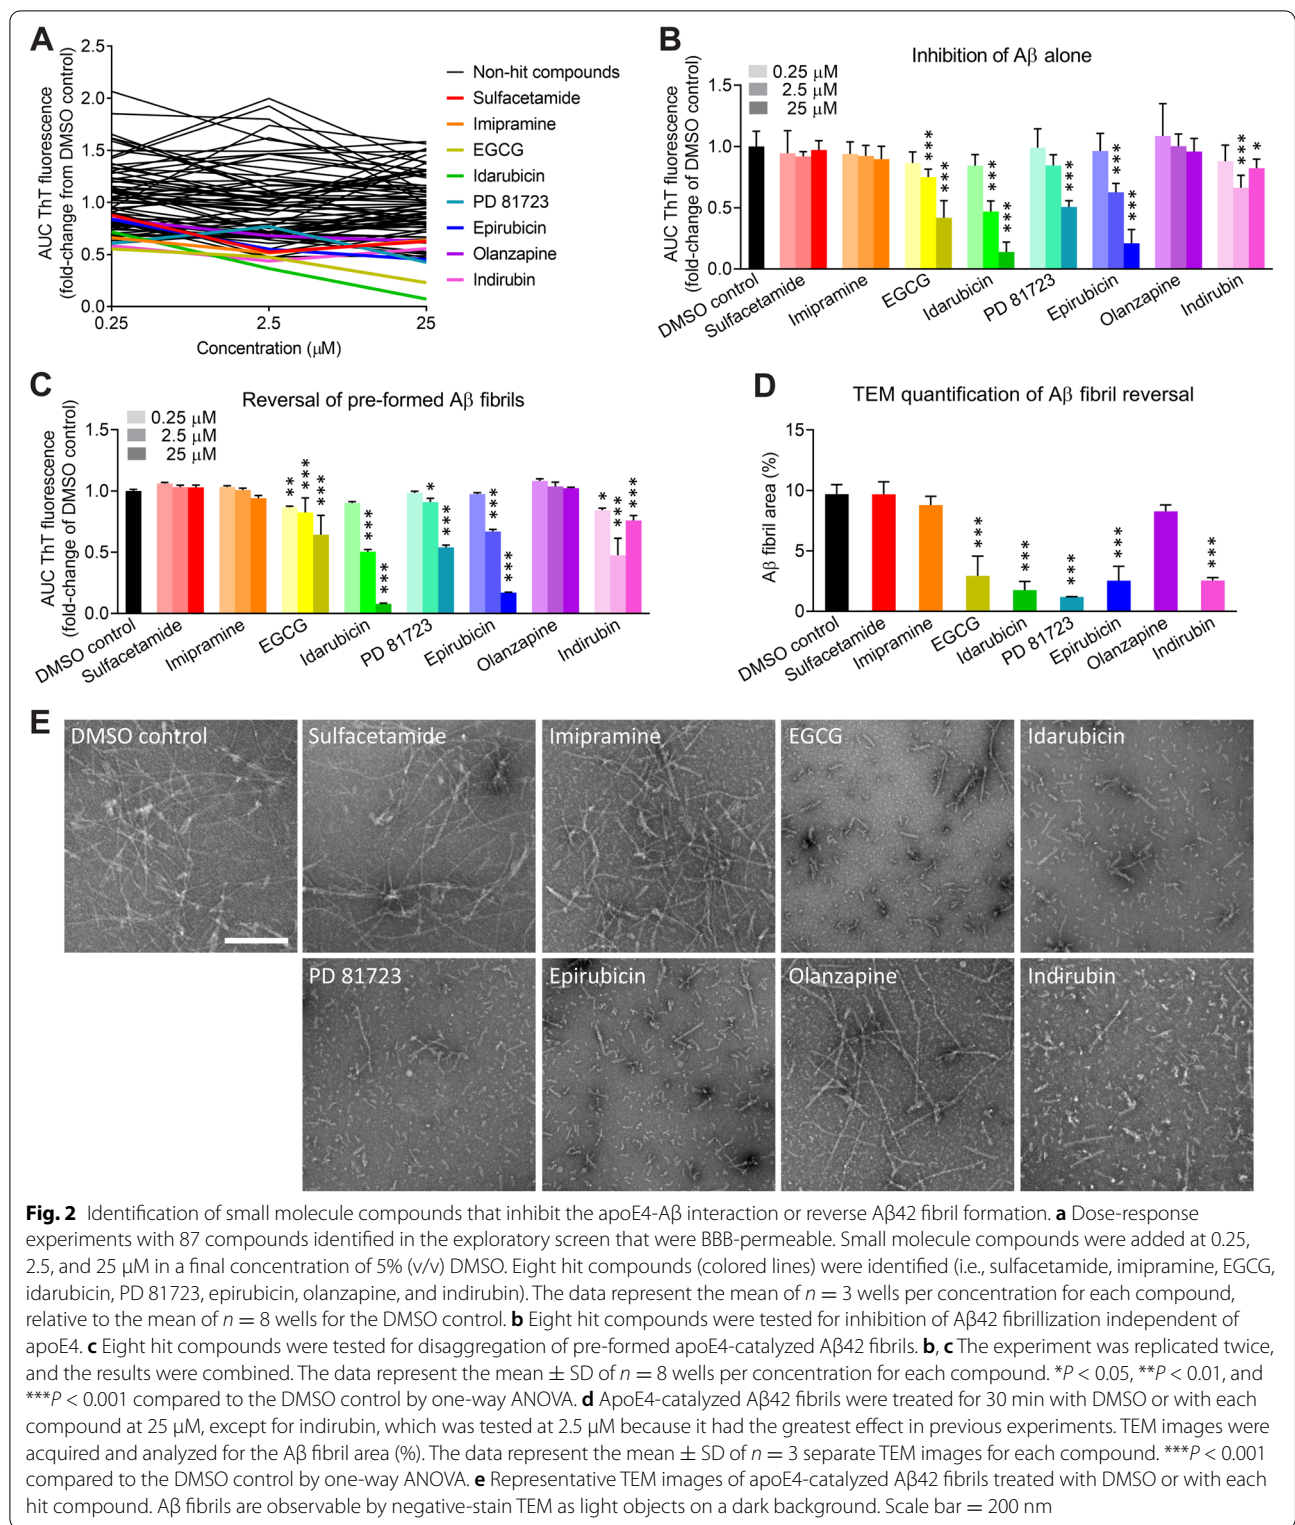 A
AUC ThT fluorescence
(fold-change from DMSO control)
2.5
2.0
1.5
1.0
0.5
0.0
0.25
2.5
25
Concentration (μM)
Non-hit compounds
Sulfacetamide
Imipramine
EGCG
Idarubicin
PD 81723
Epirubicin
Olanzapine
Indirubin
B
Inhibition of Aβ alone
0.25 μM
2.5 μM
25 μM
AUC ThT fluorescence
(fold-change of DMSO control)
1.5
1.0
0.5
0.0
***
***
***
***
***
***
***
***
*
DMSO control
Sulfacetamide
Imipramine
EGCG
Idarubicin
PD 81723
Epirubicin
Olanzapine
Indirubin
C
Reversal of pre-formed Aβ fibrils
0.25 μM
2.5 μM
25 μM
AUC ThT fluorescence
(fold-change of DMSO control)
1.5
1.0
0.5
0.0
**
***
***
***
***
*
***
***
***
*
***
***
DMSO control
Sulfacetamide
Imipramine
EGCG
Idarubicin
PD 81723
Epirubicin
Olanzapine
Indirubin
D
TEM quantification of Aβ fibril reversal
Aβ fibril area (%)
15
10
5
0
***
***
***
***
***
DMSO control
Sulfacetamide
Imipramine
EGCG
Idarubicin
PD 81723
Epirubicin
Olanzapine
Indirubin
E
DMSO control
Sulfacetamide
Imipramine
EGCG
Idarubicin
PD 81723
Epirubicin
Olanzapine
Indirubin
Fig. 2 Identification of small molecule compounds that inhibit the apoE4-Aβ interaction or reverse Aβ42 fibril formation. a Dose-response
experiments with 87 compounds identified in the exploratory screen that were BBB-permeable. Small molecule compounds were added at 0.25,
2.5, and 25 μM in a final concentration of 5% (v/v) DMSO. Eight hit compounds (colored lines) were identified (i.e., sulfacetamide, imipramine, EGCG,
idarubicin, PD 81723, epirubicin, olanzapine, and indirubin). The data represent the mean of n = 3 wells per concentration for each compound,
relative to the mean of n = 8 wells for the DMSO control. b Eight hit compounds were tested for inhibition of Aβ42 fibrillization independent of
apoE4. c Eight hit compounds were tested for disaggregation of pre-formed apoE4-catalyzed Aβ42 fibrils. b, c The experiment was replicated twice,
and the results were combined. The data represent the mean ± SD of n = 8 wells per concentration for each compound. *P < 0.05, **P < 0.01, and
***P < 0.001 compared to the DMSO control by one-way ANOVA. d ApoE4-catalyzed Aβ42 fibrils were treated for 30 min with DMSO or with each
compound at 25 μM, except for indirubin, which was tested at 2.5 μM because it had the greatest effect in previous experiments. TEM images were
acquired and analyzed for the Aβ fibril area (%). The data represent the mean ± SD of n = 3 separate TEM images for each compound. ***P < 0.001
compared to the DMSO control by one-way ANOVA. e Representative TEM images of apoE4-catalyzed Aβ42 fibrils treated with DMSO or with each
hit compound. Aβ fibrils are observable by negative-stain TEM as light objects on a dark background. Scale bar = 200 nm